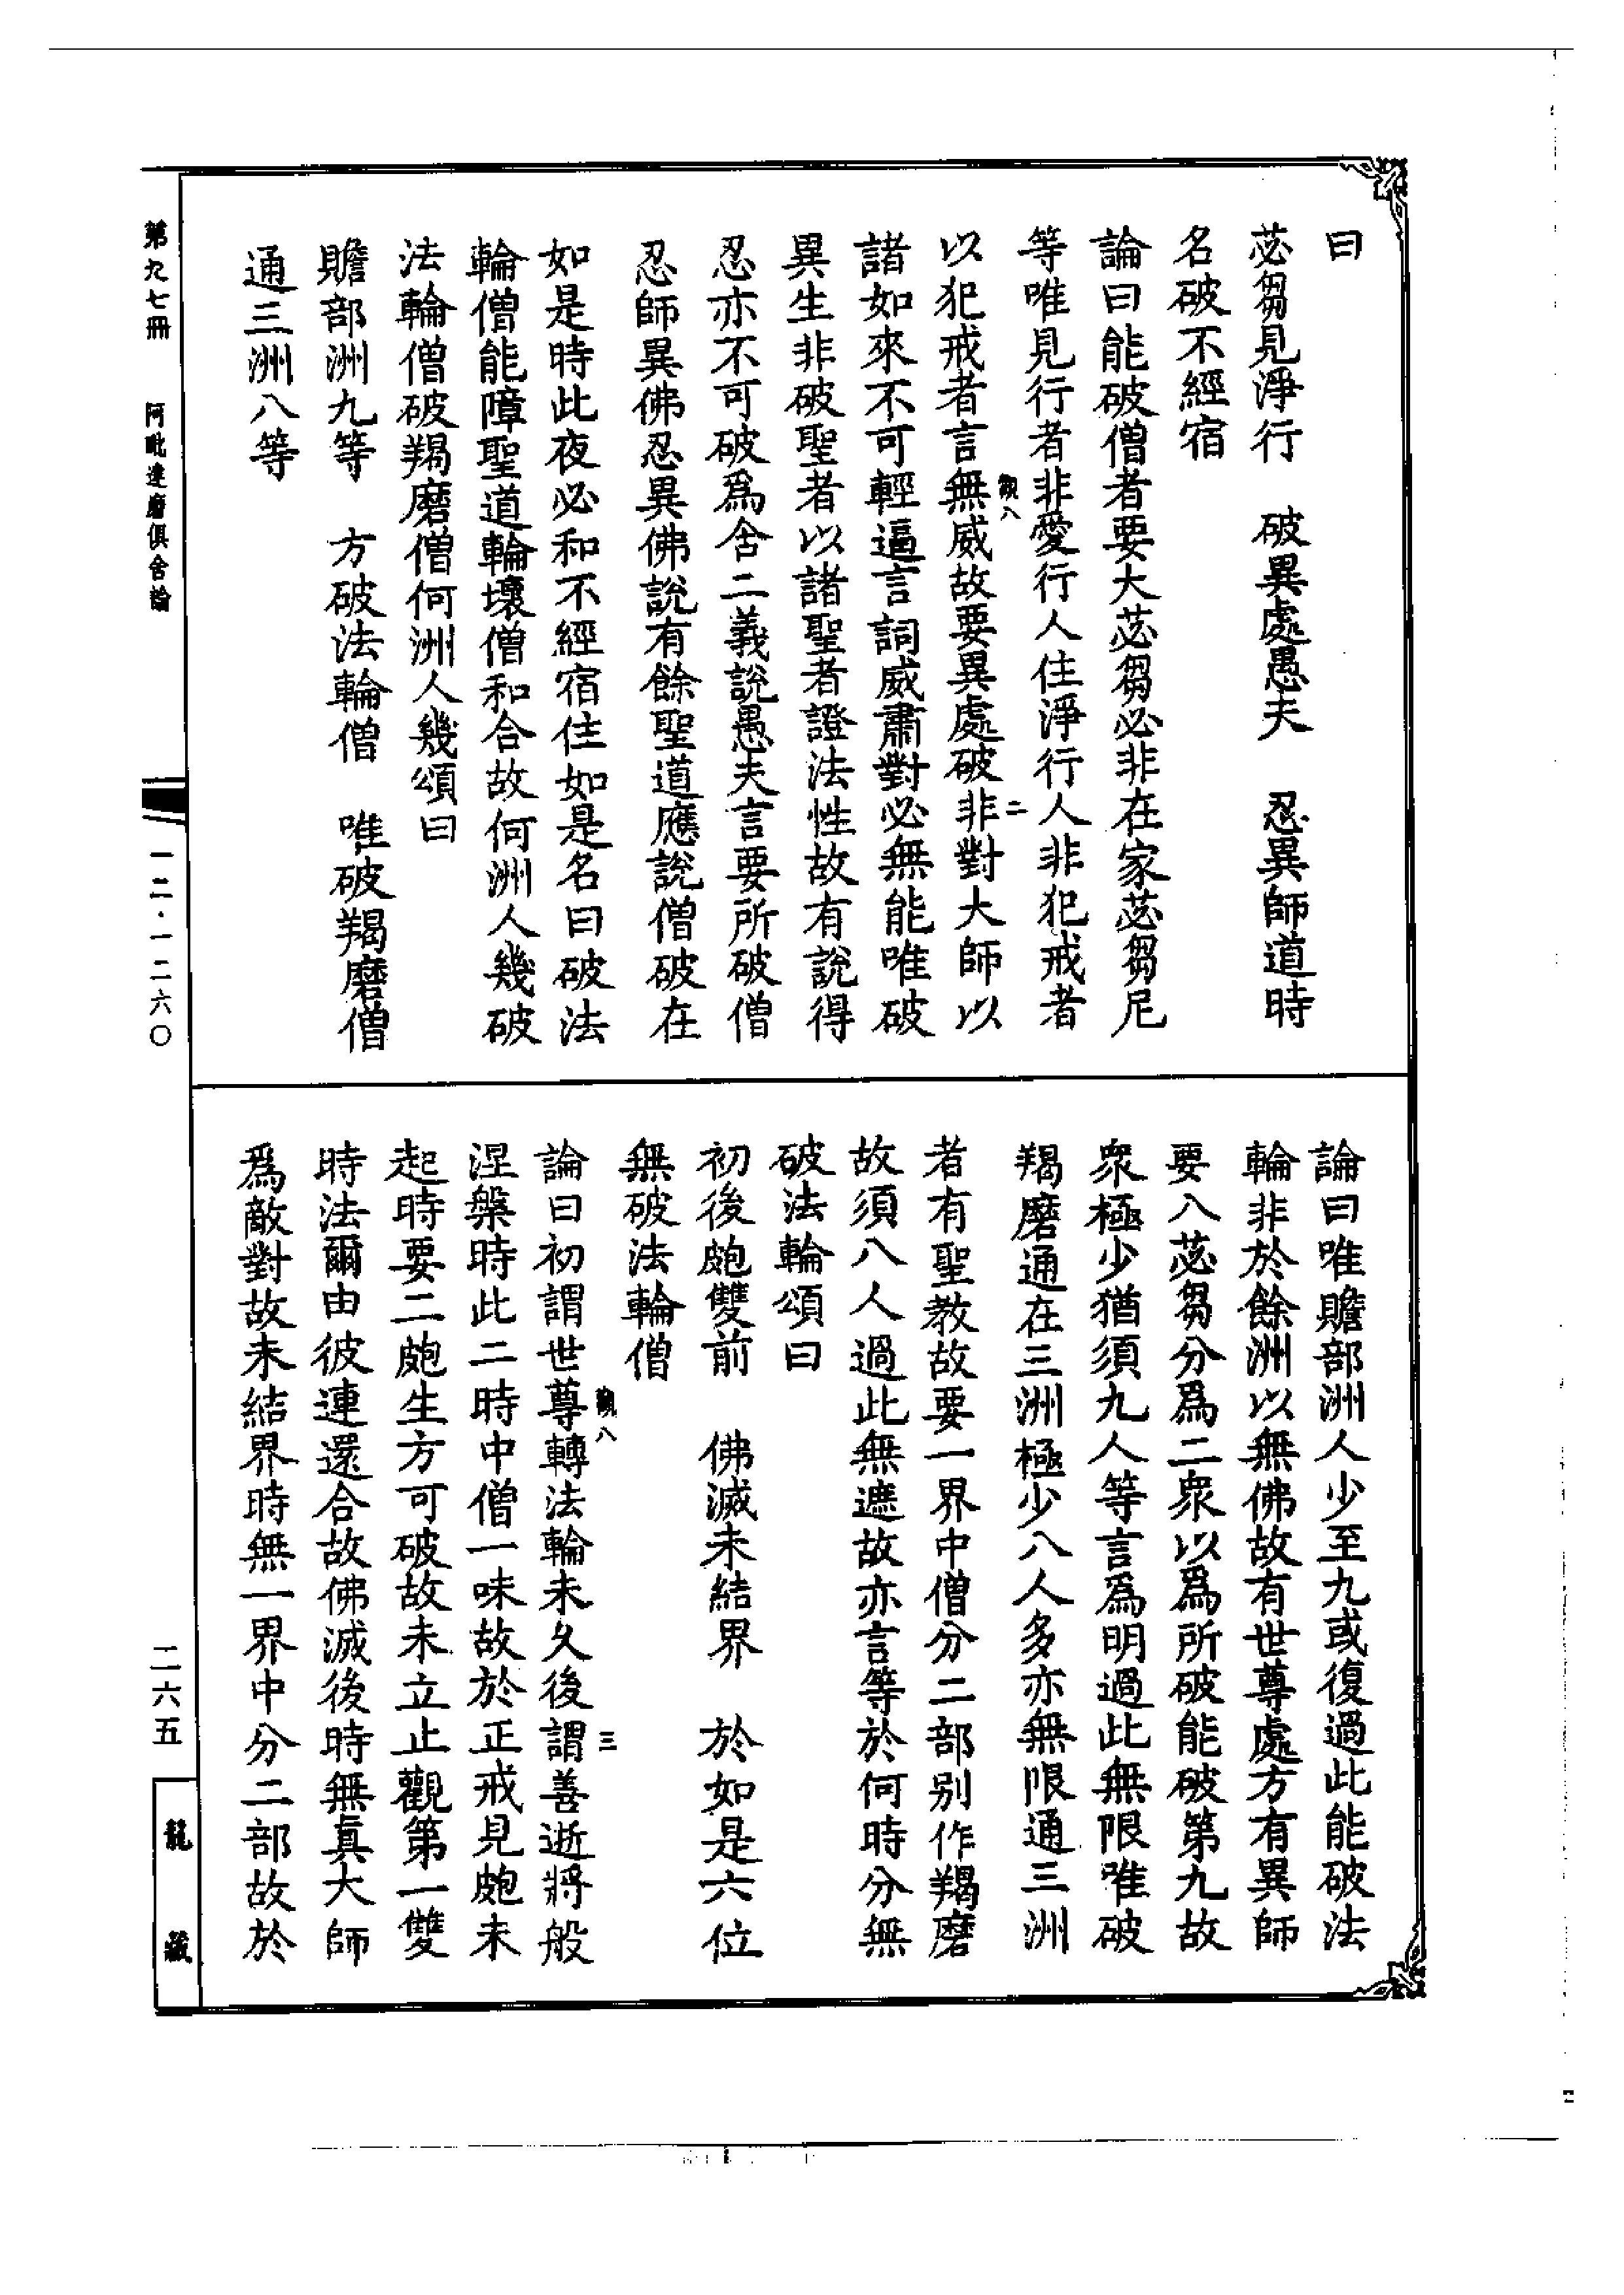 曰
苾芻見淨行　破異處愚夫　忍異師道時
名破不經宿
論曰能破僧者要大苾芻必非在家苾芻尼
等唯見行者非愛行人住淨行人非犯戒者
以犯戒者言無威故要異處破非對大師以
諸如來不可輕逼言詞威肅對必無能唯破
異生非破聖者以諸聖者證法性故有說得
忍亦不可破爲舍二義說愚夫言要所破僧
忍師異佛忍異佛說有餘聖道應說僧破在
如是時此夜必和不經宿住如是名曰破法
輪僧能障聖道輪壞僧和合故何洲人幾破
法輪僧破羯磨僧何洲人幾頌曰
贍部洲九等　方破法輪僧　唯破羯磨僧
通三洲八等
觀八
二
論曰唯贍部洲人少至九或復過此能破法
輪非於餘洲以無佛故有世尊處方有異師
要八苾芻分爲二衆以爲所破能破第九故
衆極少猶須九人等言爲明過此無限唯破
羯磨通在三洲極少八人多亦無限通三洲
者有聖教故要一界中僧分二部别作羯磨
故須八人過此無遮故亦言等於何時分無
破法輪頌曰
初後皰雙前　佛滅未結界　於如是六位
無破法輪僧
論曰初謂世尊轉法輪未久後謂善逝將般
涅槃時此二時中僧一味故於正戒見皰未
起時要二皰生方可破故未立止觀第一雙
時法爾由彼連還合故佛滅後時無眞大師
爲敵對故未結界時無一界中分二部故於
觀八
三
第九七冊　阿毗達磨俱舍論
一二·一二六〇
二六五
龍藏